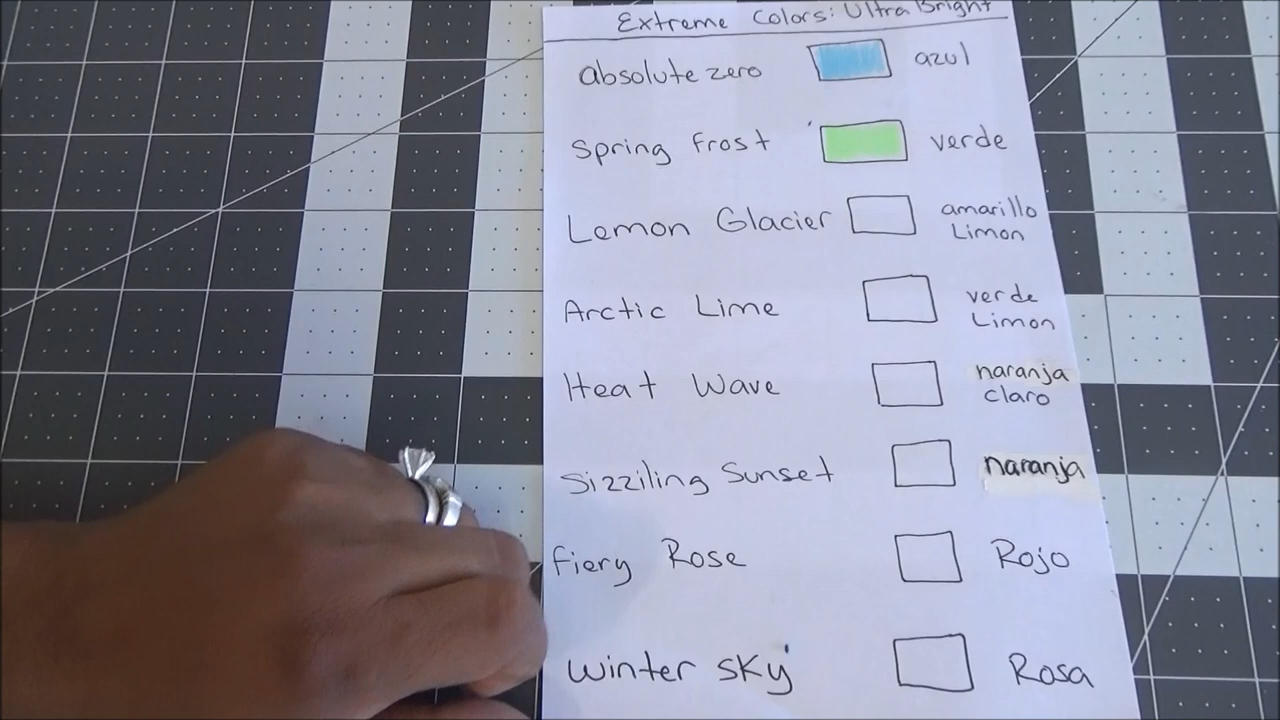 Extreme Colors: Ultra Bright
absolute zero azul
Spring Frost verde
Lemon Glacier amarillo
Limon
Arctic Lime verde
Limon
Heat Wave naranja
claro
Sizziling Sunset naranja
fiery Rose Rojo
Winter Sky Rosa